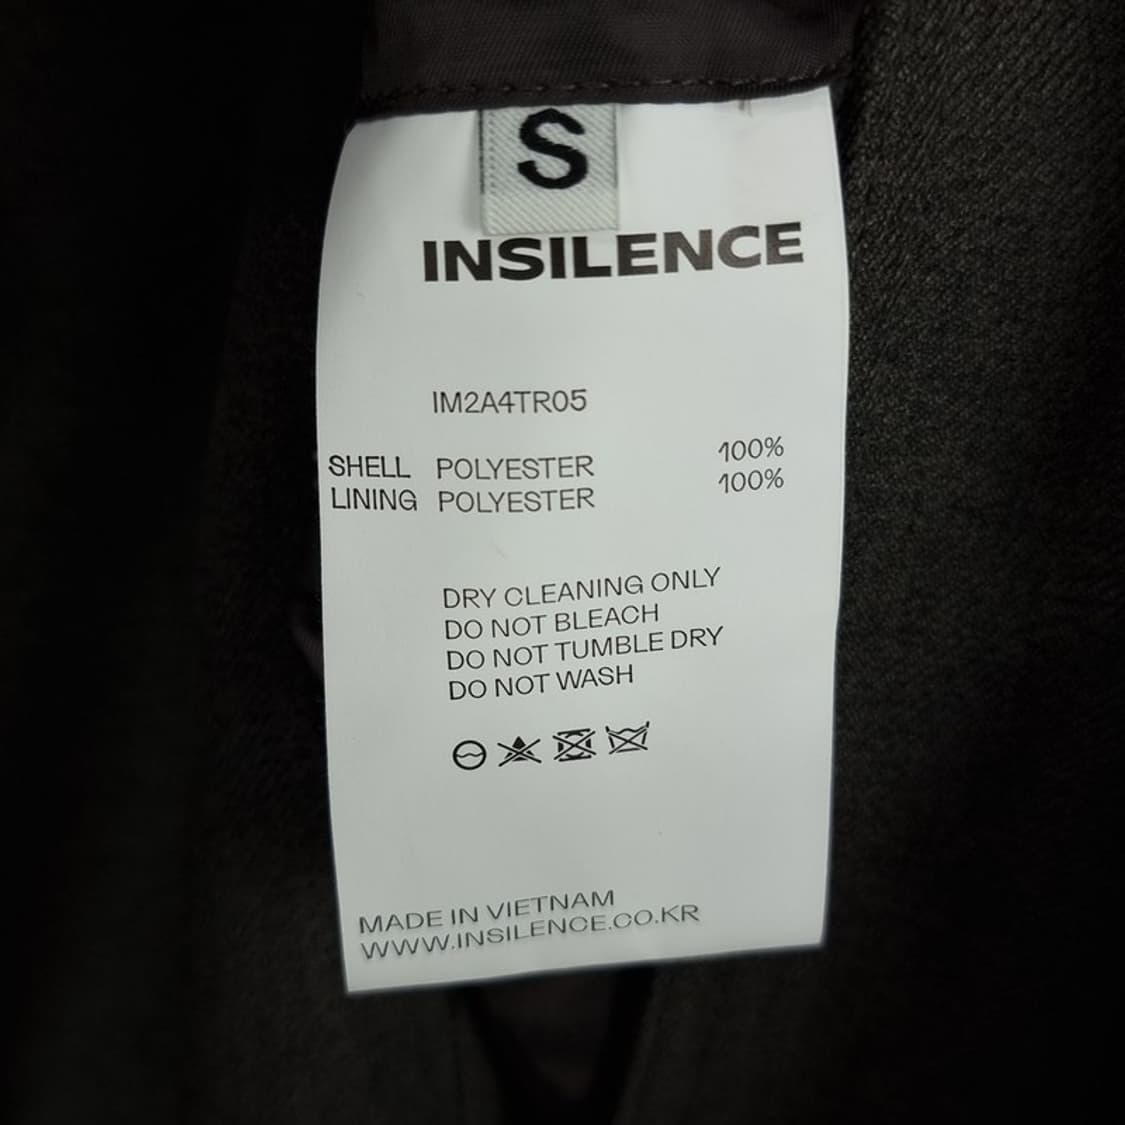 S
INSILENCE
IM2A4TR05
SHELL POLYESTER 100%
LINING POLYESTER 100%
DRY CLEANING ONLY
DO NOT BLEACH
DO NOT TUMBLE DRY
DO NOT WASH
MADE IN VIETNAM
WWW.INSILENCE.CO.KR